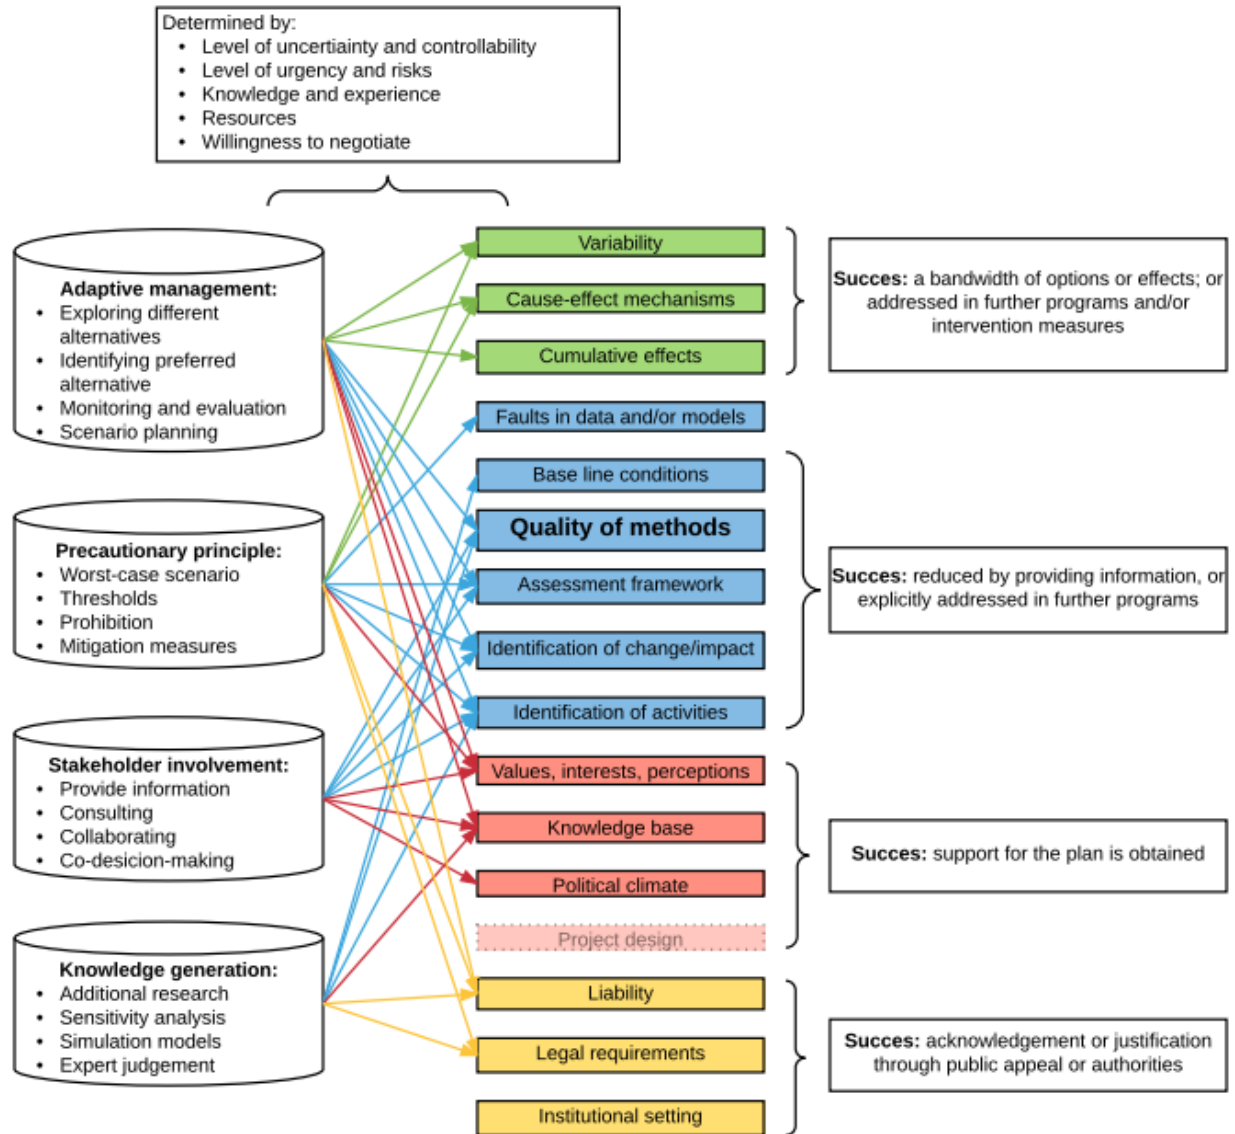 Determined by:
• Level of uncertiainty and controllability
• Level of urgency and risks
• Knowledge and experience
• Resources
• Willingness to negotiate
Adaptive management:
• Exploring different
alternatives
• Identifying preferred
alternative
• Monitoring and evaluation
• Scenario planning
Precautionary principle:
• Worst-case scenario
• Thresholds
• Prohibition
• Mitigation measures
Stakeholder involvement:
• Provide information
• Consulting
• Collaborating
• Co-desicion-making
Knowledge generation:
• Additional research
• Sensitivity analysis
• Simulation models
• Expert judgement
Variability
Cause-effect mechanisms
Cumulative effects
Faults in data and/or models
Base line conditions
Quality of methods
Assessment framework
Identification of change/impact
Identification of activities
Values, interests, perceptions
Knowledge base
Political climate
Project design
Liability
Legal requirements
Institutional setting
Succes: a bandwidth of options or effects; or
addressed in further programs and/or
intervention measures
Succes: reduced by providing information, or
explicitly addressed in further programs
Succes: support for the plan is obtained
Succes: acknowledgement or justification
through public appeal or authorities